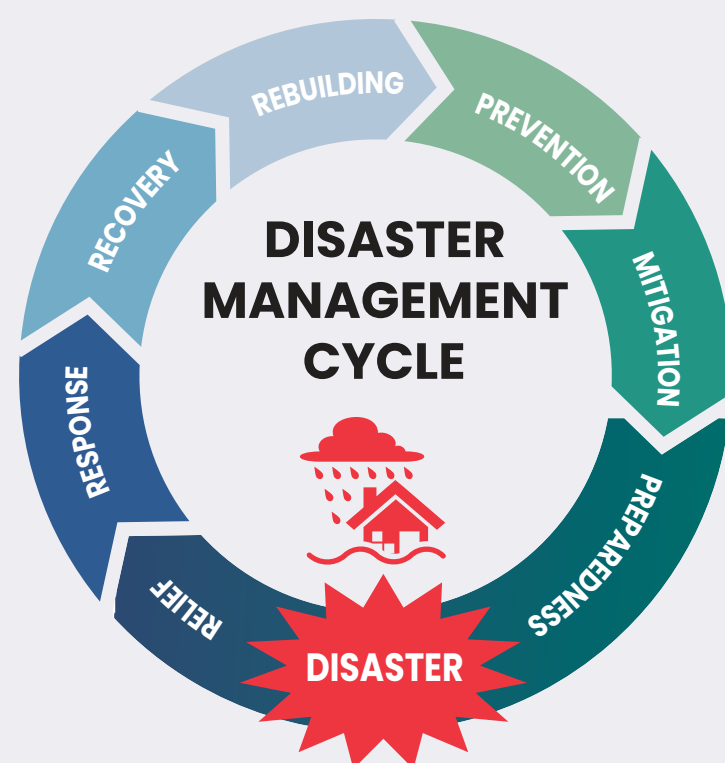 REBUILDING
PREVENTION
MITIGATION
PREPAREDNESS
DISASTER
RELIEF
RESPONSE
RECOVERY
DISASTER
MANAGEMENT
CYCLE